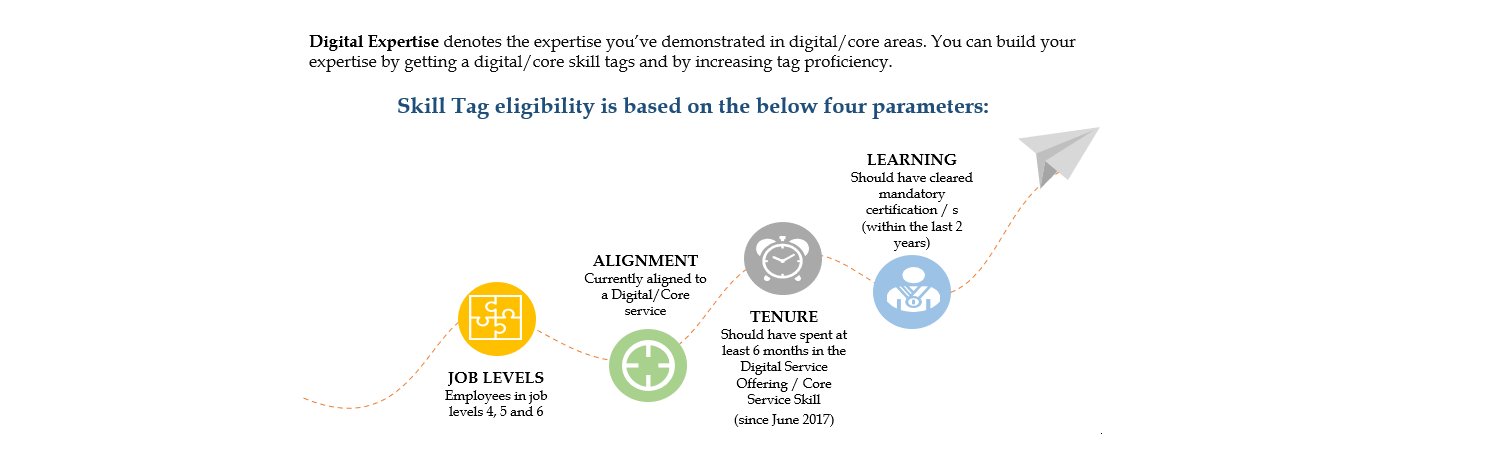 Digital Expertise denotes the expertise you've demonstrated in digital/core areas. You can build your
expertise by getting a digital/core skill tags and by increasing tag proficiency.
Skill Tag eligibility is based on the below four parameters:
JOB LEVELS
Employees in job
levels 4, 5 and 6
ALIGNMENT
Currently aligned to
a Digital/Core
service
TENURE
Should have spent at
least 6 months in the
Digital Service
Offering / Core
Service Skill
(since June 2017)
LEARNING
Should have cleared
mandatory
certification / s
(within the last 2
years)